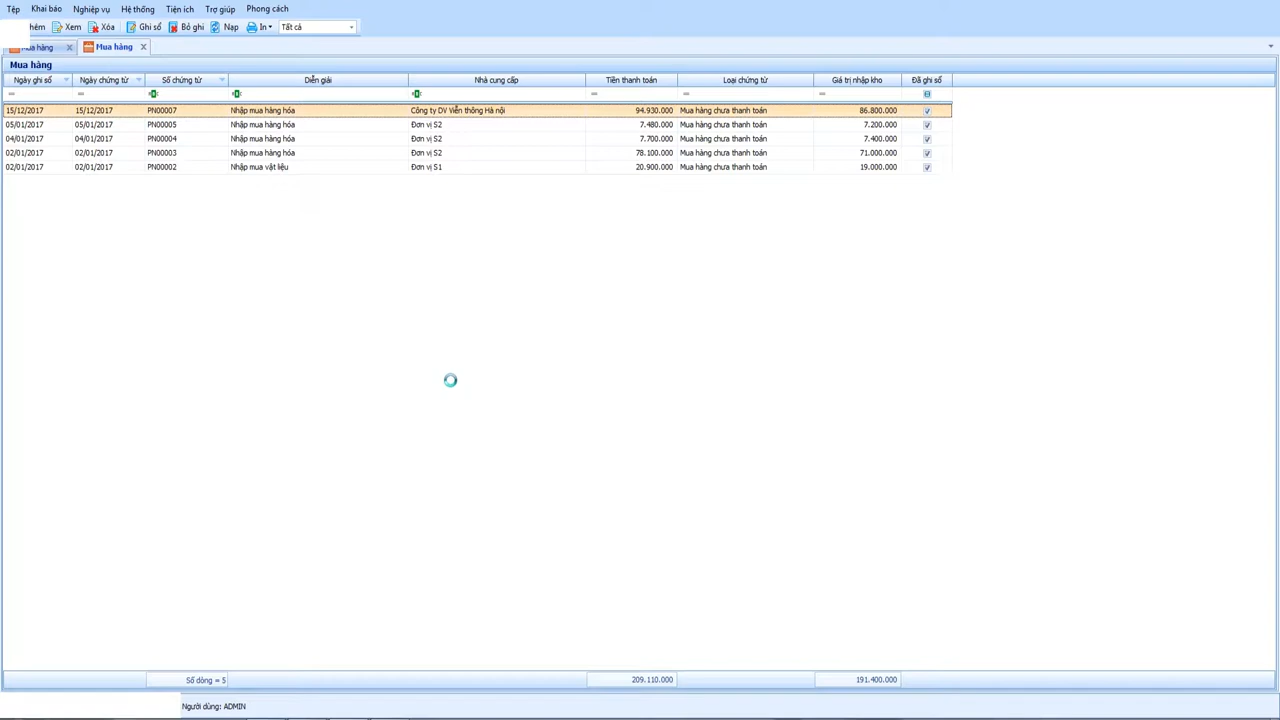 Tệp Khai báo Nghiệp vụ Hệ thống Tiện ích Trợ giúp Phong cách
Xem Xóa Ghi sổ Bỏ ghi Nạp In Tất cả
Mua hàng Mua hàng
Mua hàng
Ngày ghi sổ Ngày chứng từ Số chứng từ Diễn giải Nhà cung cấp Tiền thanh toán Loại chứng từ Giá trị nhập kho Đã ghi sổ
15/12/2017 15/12/2017 PN00007 Nhập mua hàng hóa Công ty DV Viễn thông Hà nội 94.930.000 Mua hàng chưa thanh toán 86.800.000
05/01/2017 05/01/2017 PN00005 Nhập mua hàng hóa Đơn vị S2 7.480.000 Mua hàng chưa thanh toán 7.200.000
04/01/2017 04/01/2017 PN00004 Nhập mua hàng hóa Đơn vị S2 7.700.000 Mua hàng chưa thanh toán 7.400.000
02/01/2017 02/01/2017 PN00003 Nhập mua hàng hóa Đơn vị S2 78.100.000 Mua hàng chưa thanh toán 71.000.000
02/01/2017 02/01/2017 PN00002 Nhập mua vật liệu Đơn vị S1 20.900.000 Mua hàng chưa thanh toán 19.000.000
Số dòng = 5 209.110.000 191.400.000
Người dùng: ADMIN